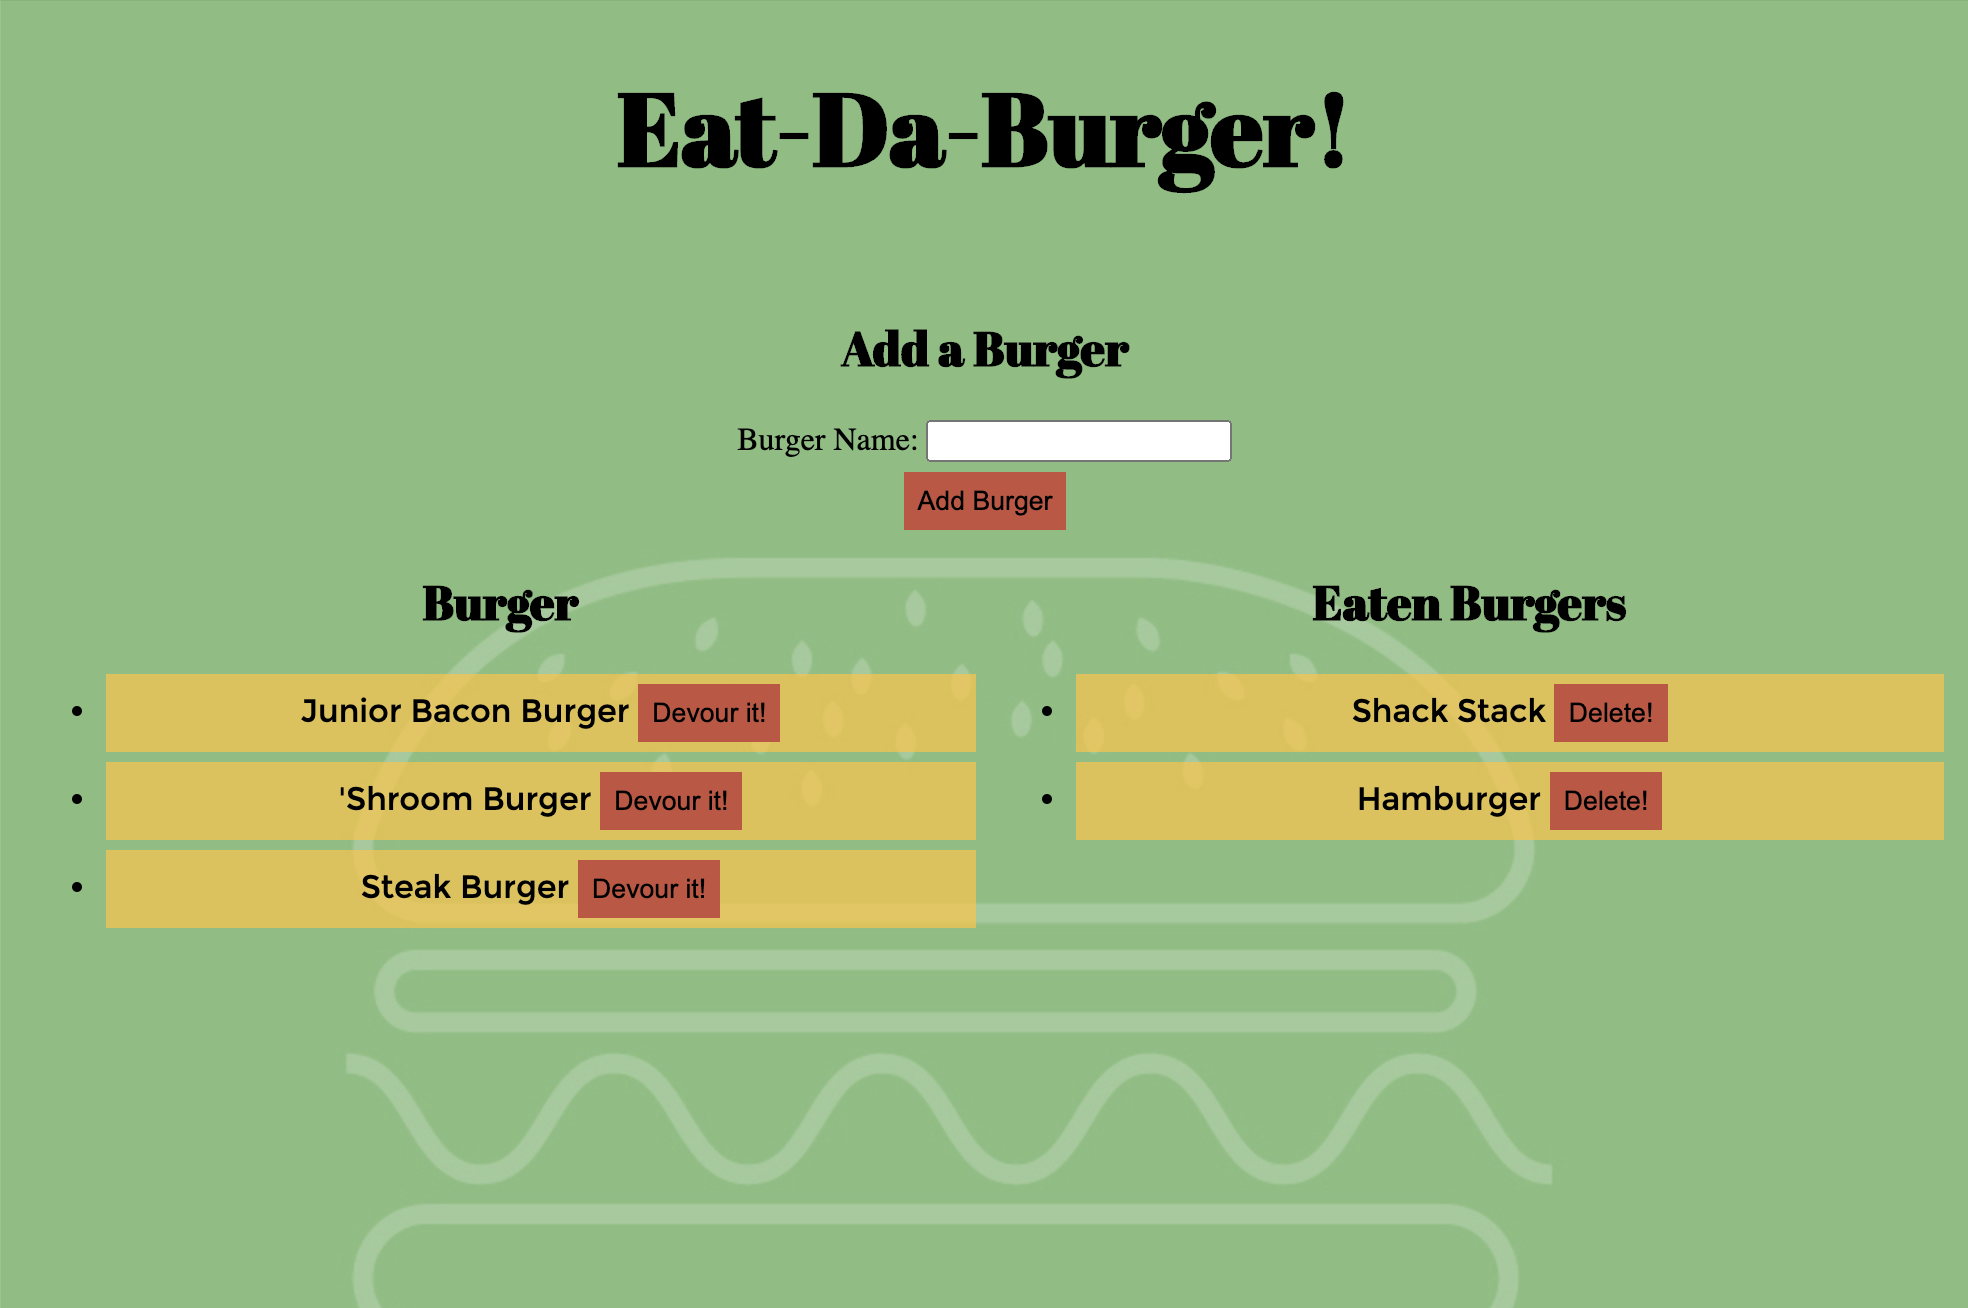 Eat-Da-Burger!
Add a Burger
Burger Name:
Add Burger
Burger
Junior Bacon Burger Devour it!
'Shroom Burger Devour it!
Steak Burger Devour it!
Eaten Burgers
Shack Stack Delete!
Hamburger Delete!